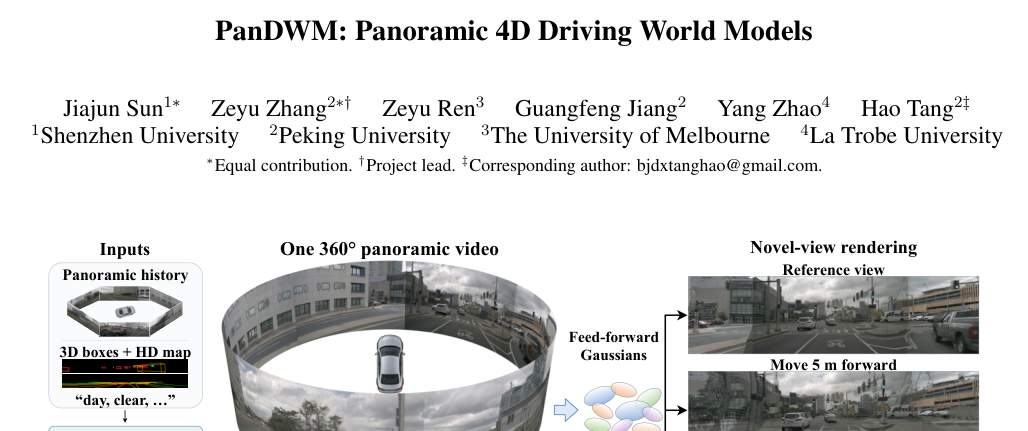 PanDWM: Panoramic 4D Driving World Models
Jiajun Sun¹* Zeyu Zhang²*† Zeyu Ren³ Guangfeng Jiang² Yang Zhao⁴ Hao Tang²‡
¹Shenzhen University ²Peking University ³The University of Melbourne ⁴La Trobe University
*Equal contribution. †Project lead. ‡Corresponding author: bjdxtanghao@gmail.com.
Inputs
Panoramic history
3D boxes + HD map
“day, clear, …”
One 360° panoramic video
Feed-forward
Gaussians
Novel-view rendering
Reference view
Move 5 m forward